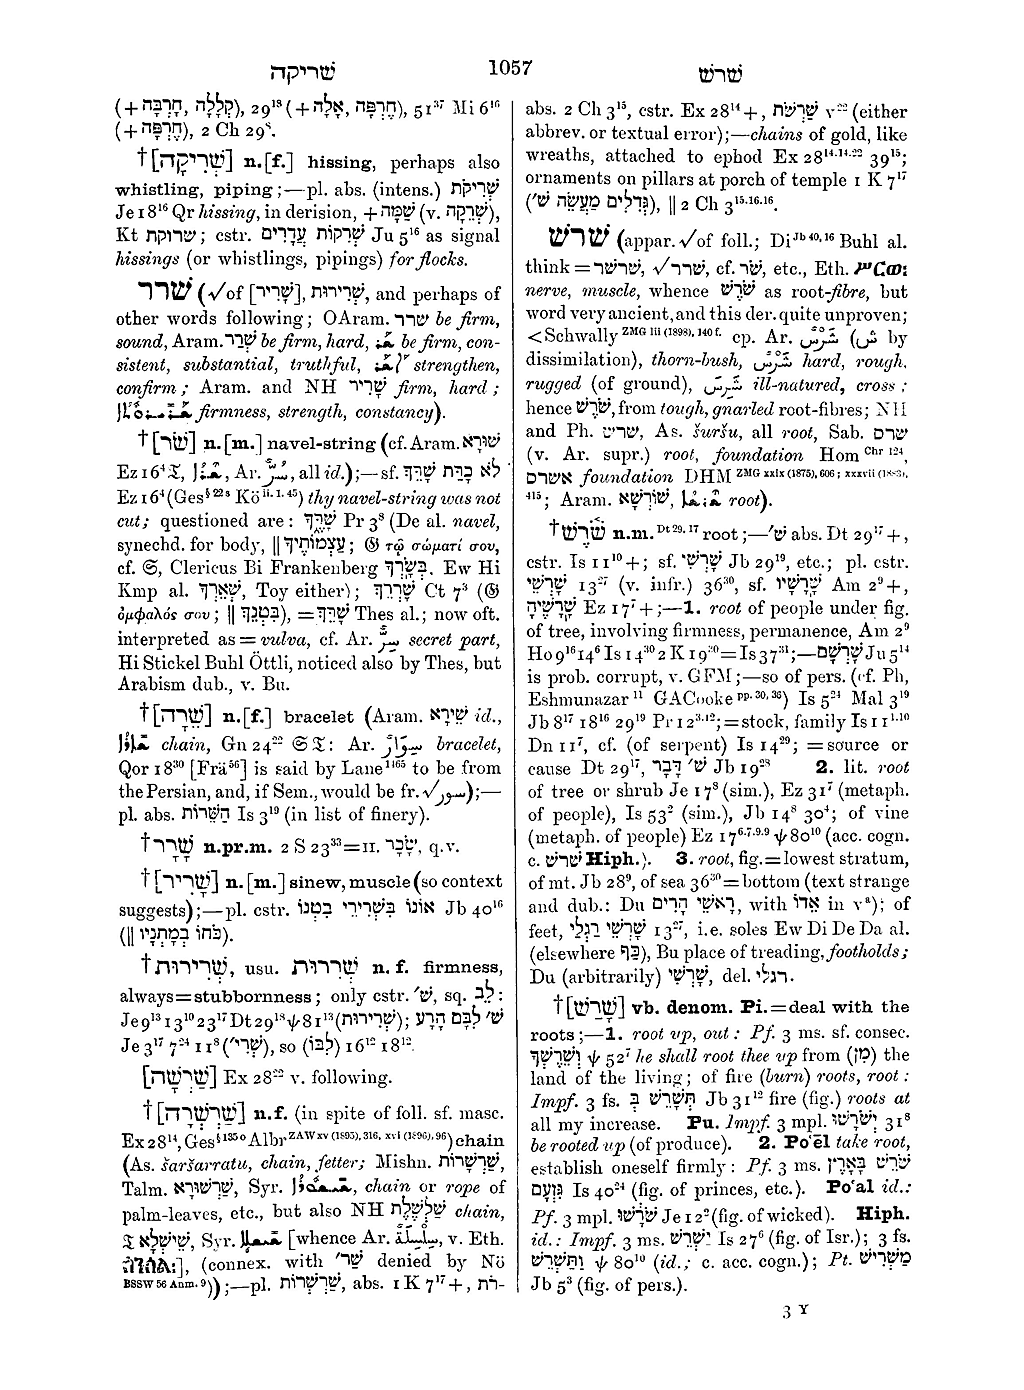 שריקה 1057 שרש
(+חָרְבָּה, קְלָלָה), 29¹⁸ (+אָלָה, חֶרְפָּה), 51³⁷ Mi 6¹⁶
(+חֶרְפָּה), 2 Ch 29⁸.
†[שְׁרִיקָה] n.[f.] hissing, perhaps also
whistling, piping;—pl. abs. (intens.) שְׁרִיקֹת
Je 18¹⁶ Qr hissing, in derision, +שַׁמָּה (v. שְׁרֵקָה),
Kt שרוקת; cstr. שְׁרִקוֹת עֲדָרִים Ju 5¹⁶ as signal
hissings (or whistlings, pipings) for flocks.
שׁרר (√of [שָׁרִיר], שְׁרִירוּת, and perhaps of
other words following; OAram. שרר be firm,
sound, Aram. שְׁרַר be firm, hard, be firm, con-
sistent, substantial, truthful, strengthen,
confirm; Aram. and NH שָׁרִיר firm, hard;
firmness, strength, constancy).
†[שֹׁר] n.[m.] navel-string (cf. Aram. שׁוּרָא
Ez 16⁴ 𝔗, Ar. , all id.);—sf. לֹא כָרַּת שָׁרֵּךְ
Ez 16⁴ (Ges§ 22 s Kö ii. 1. 45) thy navel-string was not
cut; questioned are: שָׁרֶּךָ Pr 3⁸ (De al. navel,
synechd. for body, ‖עַצְמוֹתֶיךָ; 𝔊 τῷ σώματί σου,
cf. 𝔖, Clericus Bi Frankenberg בְּשָׂרֶךָ. Ew Hi
Kmp al. שְׁאֵרֶךָ, Toy either); שָׁרְרֵךְ Ct 7³ (𝔊
ὀμφαλός σου; ‖בִּטְנֵךְ), =שָׁרֵּךְ Thes al.; now oft.
interpreted as=vulva, cf. Ar. سِرّ secret part,
Hi Stickel Buhl Öttli, noticed also by Thes, but
Arabism dub., v. Bu.
†[שֵׁרָה] n.[f.] bracelet (Aram. שֵׁירָא id.,
chain, Gn 24²² 𝔖𝔗: Ar. سِوَارٌ bracelet,
Qor 18³⁰ [Frä⁵⁶] is said by Lane¹⁴⁶⁵ to be from
the Persian, and, if Sem., would be fr. √سور);—
pl. abs. הַשֵּׁרוֹת Is 3¹⁹ (in list of finery).
†שָׁרָר n.pr.m. 2 S 23³³=II. שָׂכָר, q.v.
†[שָׁרִיר] n.[m.] sinew, muscle (so context
suggests);—pl. cstr. אוֹנוֹ בִּשְׁרִירֵי בִטְנוֹ Jb 40¹⁶
(‖כֹּחוֹ בְמָתְנָיו).
†שְׁרִירוּת, usu. שְׁרִרוּת n. f. firmness,
always=stubbornness; only cstr. שׁ׳, sq. לֵב:
Je 9¹³ 13¹⁰ 23¹⁷ Dt 29¹⁸ ψ 81¹³ (שְׁרִירוּת); שׁ׳ לִבָּם הָרָע
Je 3¹⁷ 7²⁴ 11⁸ (שְׁרִי׳), so (לִבּוֹ) 16¹² 18¹².
[שַׁרְשָׁה] Ex 28²² v. following.
†[שַׁרְשְׁרָה] n.f. (in spite of foll. sf. masc.
Ex 28¹⁴, Ges§ 135 o Albr ZAW xv (1895), 316, xvi (1896), 96) chain
(As. šaršarratu, chain, fetter; Mishn. שַׁרְשְׁרוֹת,
Talm. שַׁרְשׁוּרָא, Syr. , chain or rope of
palm-leaves, etc., but also NH שַׁלְשֶׁלֶת chain,
𝔗 שִׁישְׁלָא, Syr. [whence Ar. سِلْسِلَة, v. Eth.
], (connex. with שׁר׳ denied by Nö
BSSW 56 Anm. 9));—pl. שַׁרְשְׁרוֹת, abs. 1 K 7¹⁷+, רֹת-
abs. 2 Ch 3¹⁵, cstr. Ex 28¹⁴+, שַׁרְשֹׁת v²² (either
abbrev. or textual error);—chains of gold, like
wreaths, attached to ephod Ex 28¹⁴·¹⁴·²² 39¹⁵;
ornaments on pillars at porch of temple 1 K 7¹⁷
(גְּדִלִים מַעֲשֵׂה שׁ׳), ‖ 2 Ch 3¹⁵·¹⁶·¹⁶.
שׁרשׁ (appar. √of foll.; Di Jb 40, 16 Buhl al.
think=שרשר, √שרר, cf. שֹׁר, etc., Eth.
nerve, muscle, whence שֹׁרֶשׁ as root-fibre, but
word very ancient, and this der. quite unproven;
<Schwally ZMG lii (1898), 140 f. cp. Ar. شَرْسٌ (ش by
dissimilation), thorn-bush, شَرْسٌ hard, rough,
rugged (of ground), شَرِسٌ ill-natured, cross;
hence שֹׁרֶשׁ, from tough, gnarled root-fibres; NH
and Ph. שרש, As. šuršu, all root, Sab. שרס
(v. Ar. supr.) root, foundation Hom Chr 124,
אשרס foundation DHM ZMG xxix (1875), 606; xxxvii (1883),
415; Aram. שׁוֹרְשָׁא, root).
†שֹׁרֶשׁ n.m. Dt 29. 17 root;—שׁ׳ abs. Dt 29¹⁷+,
cstr. Is 11¹⁰+; sf. שָׁרְשִׁי Jb 29¹⁹, etc.; pl. cstr.
שָׁרְשֵׁי 13²⁷ (v. infr.) 36³⁰, sf. שָׁרָשָׁיו Am 2⁹+,
שָׁרָשֶׁיהָ Ez 17⁷+;—1. root of people under fig.
of tree, involving firmness, permanence, Am 2⁹
Ho 9¹⁶ 14⁶ Is 14³⁰ 2 K 19³⁰=Is 37³¹;—שָׁרְשָׁם Ju 5¹⁴
is prob. corrupt, v. GFM;—so of pers. (cf. Ph,
Eshmunazar ¹¹ GACooke pp. 30, 36) Is 5²⁴ Mal 3¹⁹
Jb 8¹⁷ 18¹⁶ 29¹⁹ Pr 12³·¹²; =stock, family Is 11¹·¹⁰
Dn 11⁷, cf. (of serpent) Is 14²⁹; =source or
cause Dt 29¹⁷, שׁ׳ דָּבָר Jb 19²⁸ 2. lit. root
of tree or shrub Je 17⁸ (sim.), Ez 31⁷ (metaph.
of people), Is 53² (sim.), Jb 14⁸ 30⁴; of vine
(metaph. of people) Ez 17⁶·⁷·⁹·⁹ ψ 80¹⁰ (acc. cogn.
c. שׁרשׁ Hiph.). 3. root, fig.=lowest stratum,
of mt. Jb 28⁹, of sea 36³⁰=bottom (text strange
and dub.: Du רָאשֵׁי הָרִים, with אֵדוֹ in v⁸); of
feet, שָׁרְשֵׁי רַגְלַי 13²⁷, i.e. soles Ew Di De Da al.
(elsewhere כַּף), Bu place of treading, footholds;
Du (arbitrarily) שָׁרְשַׁי, del. רגלי.
†[שָׁרַשׁ] vb. denom. Pi.=deal with the
roots;—1. root up, out: Pf. 3 ms. sf. consec.
וְשֵׁרֶשְׁךָ ψ 52⁷ he shall root thee up from (מִן) the
land of the living; of fire (burn) roots, root:
Impf. 3 fs. תְּשָׁרֵשׁ בְּ Jb 31¹² fire (fig.) roots at
all my increase. Pu. Impf. 3 mpl. יְשֹׁרָשׁוּ 31⁸
be rooted up (of produce). 2. Poʿēl take root,
establish oneself firmly: Pf. 3 ms. שֹׁרֵשׁ בָּאָרֶץ
גִּזְעָם Is 40²⁴ (fig. of princes, etc.). Poʿal id.:
Pf. 3 mpl. שֹׁרָשׁוּ Je 12² (fig. of wicked). Hiph.
id.: Impf. 3 ms. יַשְׁרֵשׁ Is 27⁶ (fig. of Isr.); 3 fs.
וַתַּשְׁרֵשׁ ψ 80¹⁰ (id.; c. acc. cogn.); Pt. מַשְׁרִישׁ
Jb 5³ (fig. of pers.).
3 Y